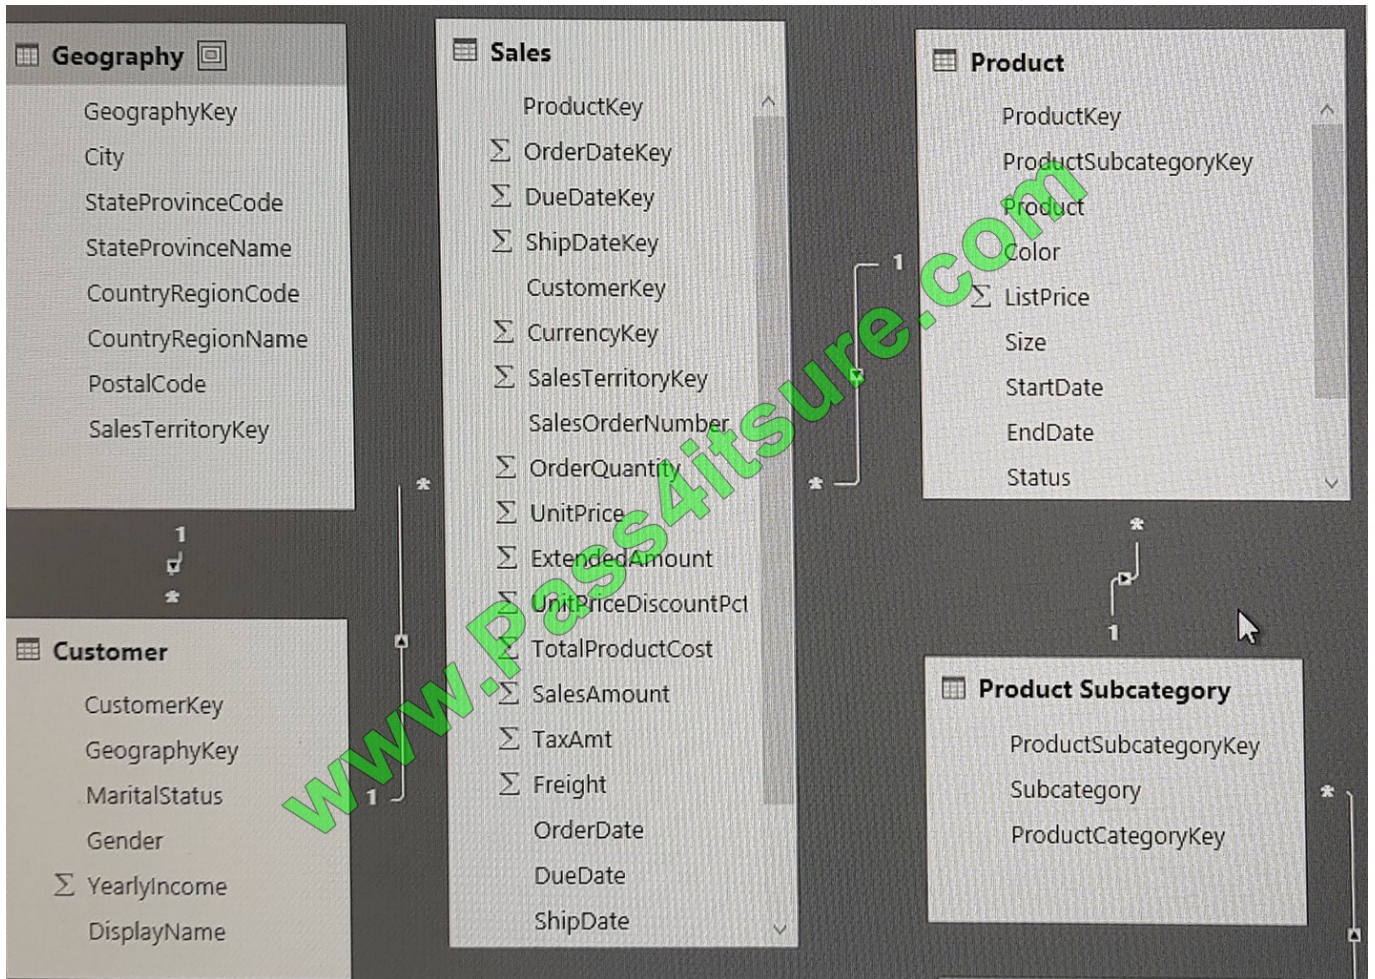 Geography
GeographyKey
City
StateProvinceCode
StateProvinceName
CountryRegionCode
CountryRegionName
PostalCode
SalesTerritoryKey
1
*
Customer
CustomerKey
GeographyKey
MaritalStatus
Gender
Σ YearlyIncome
DisplayName
*
1
Sales
ProductKey
Σ OrderDateKey
Σ DueDateKey
Σ ShipDateKey
CustomerKey
Σ CurrencyKey
Σ SalesTerritoryKey
SalesOrderNumber
Σ OrderQuantity
Σ UnitPrice
Σ ExtendedAmount
Σ UnitPriceDiscountPct
Σ TotalProductCost
Σ SalesAmount
Σ TaxAmt
Σ Freight
OrderDate
DueDate
ShipDate
1
*
Product
ProductKey
ProductSubcategoryKey
Product
Color
Σ ListPrice
Size
StartDate
EndDate
Status
*
1
Product Subcategory
ProductSubcategoryKey
Subcategory
ProductCategoryKey
*
www.Pass4itsure.com